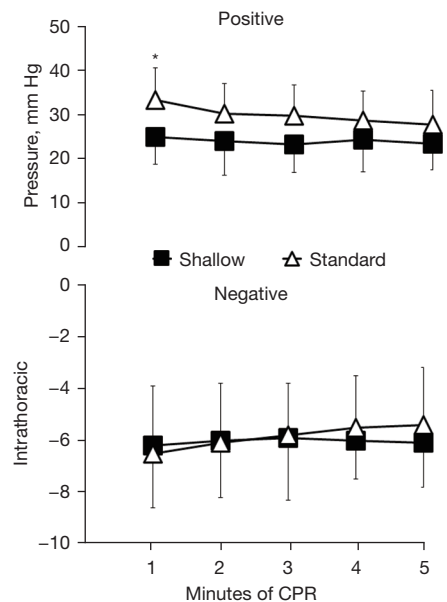 Positive
50
40
30
20
10
0
Pressure, mm Hg
*
Shallow Standard
Negative
0
−2
−4
−6
−8
−10
Intrathoracic
1 2 3 4 5
Minutes of CPR